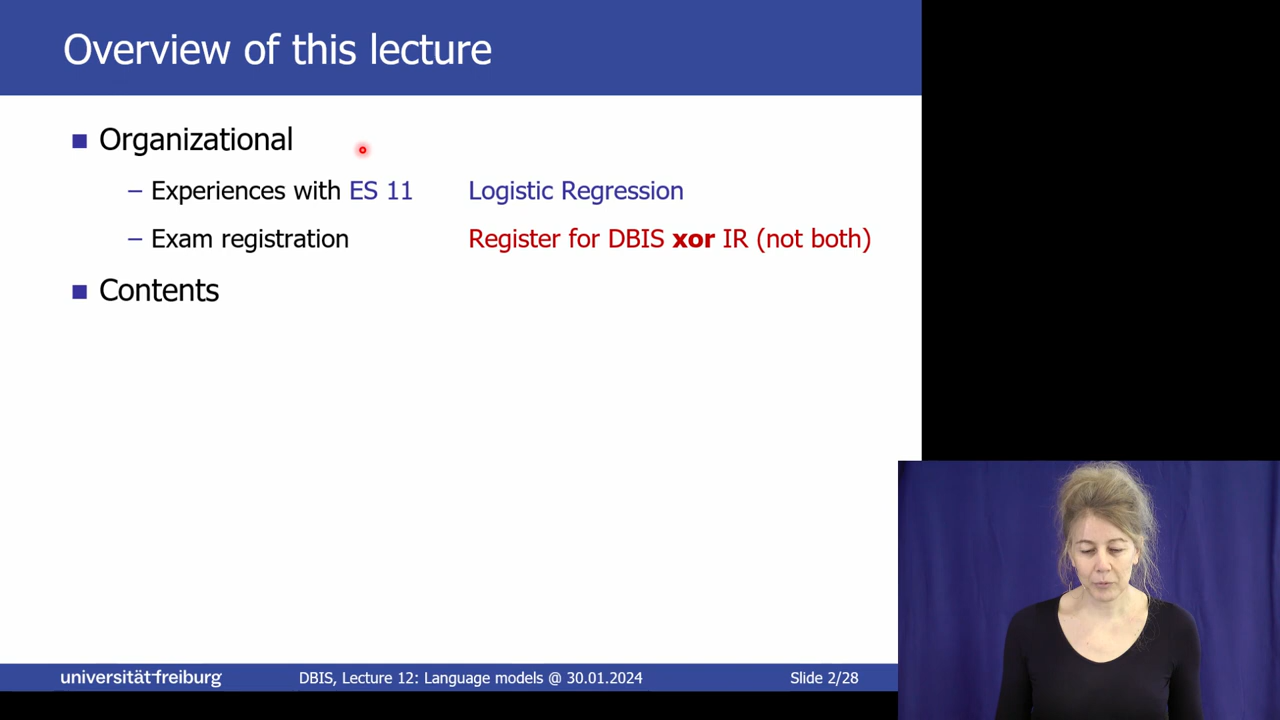 Overview of this lecture
Organizational
– Experiences with ES 11 Logistic Regression
– Exam registration Register for DBIS xor IR (not both)
Contents
universität freiburg DBIS, Lecture 12: Language models @ 30.01.2024 Slide 2/28